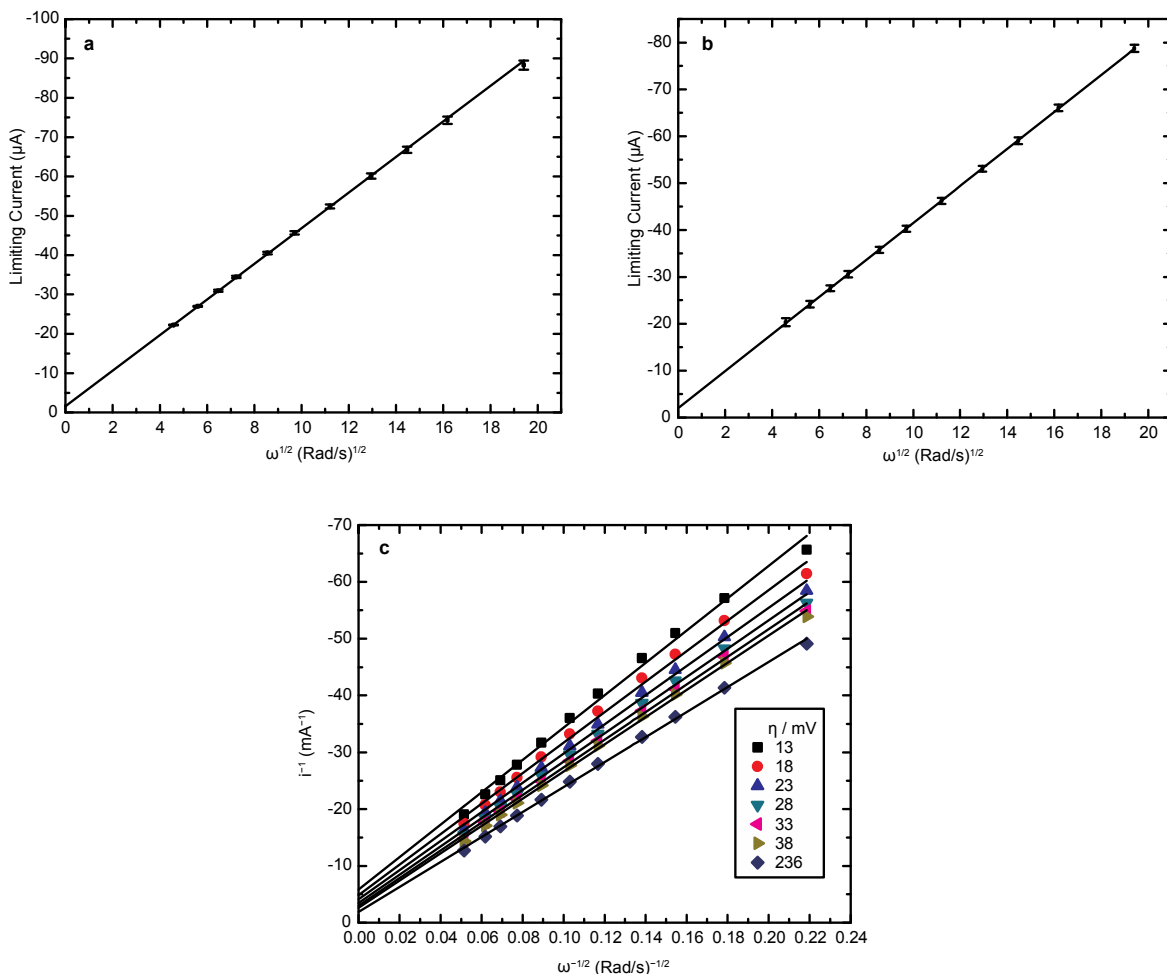 a
-100
-90
-80
-70
-60
-50
-40
-30
-20
-10
0
Limiting Current (µA)
0 2 4 6 8 10 12 14 16 18 20
ω1/2 (Rad/s)1/2
b
-80
-70
-60
-50
-40
-30
-20
-10
0
Limiting Current (µA)
0 2 4 6 8 10 12 14 16 18 20
ω1/2 (Rad/s)1/2
c
-70
-60
-50
-40
-30
-20
-10
0
i−1 (mA−1)
η / mV
13
18
23
28
33
38
236
0.00 0.02 0.04 0.06 0.08 0.10 0.12 0.14 0.16 0.18 0.20 0.22 0.24
ω−1/2 (Rad/s)−1/2